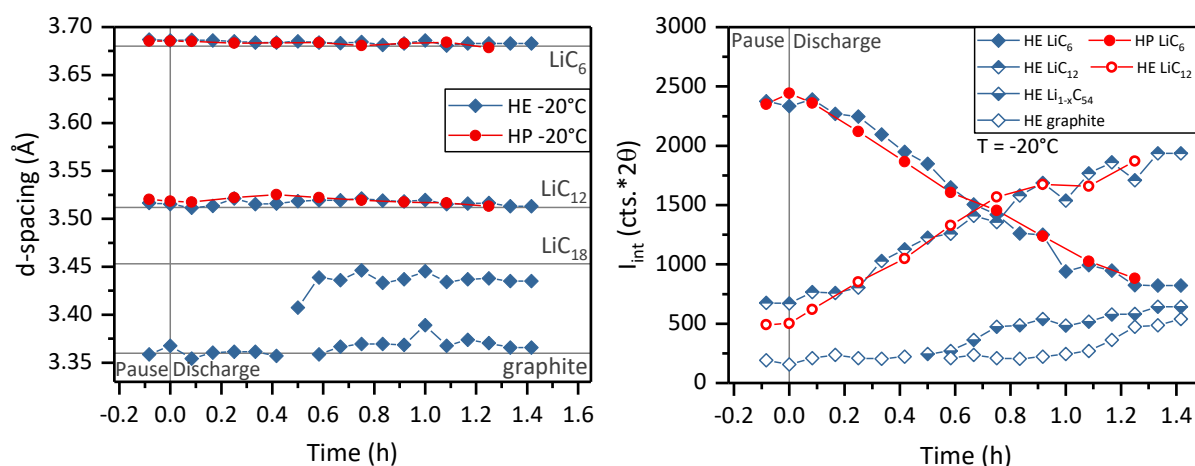 3.70
3.65
3.60
3.55
3.50
3.45
3.40
3.35
d-spacing (Å)
LiC6
HE -20°C
HP -20°C
LiC12
LiC18
Pause
Discharge
graphite
-0.2 0.0 0.2 0.4 0.6 0.8 1.0 1.2 1.4 1.6
Time (h)
3000
2500
2000
1500
1000
500
0
Iint (cts.*2θ)
Pause
Discharge
HE LiC6 HP LiC6
HE LiC12 HE LiC12
HE Li1-xC54
HE graphite
T = -20°C
-0.2 0.0 0.2 0.4 0.6 0.8 1.0 1.2 1.4
Time (h)